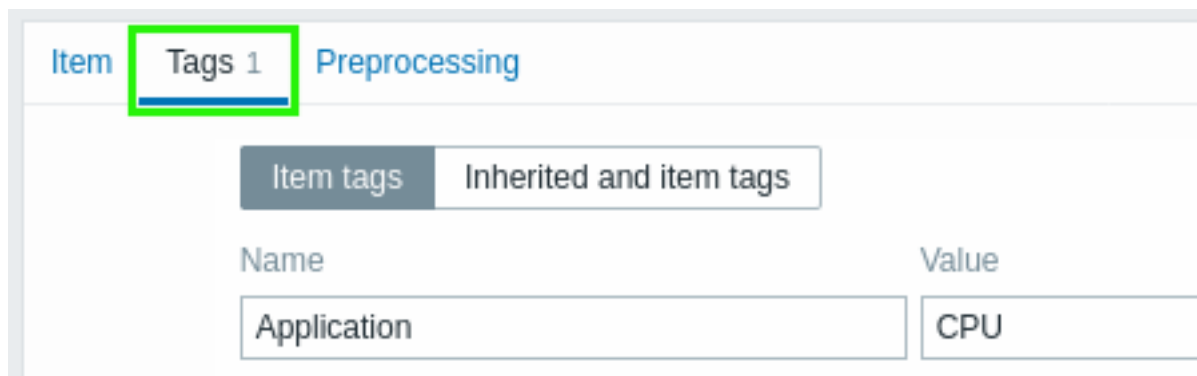 Item Tags 1 Preprocessing
Item tags Inherited and item tags
Name Value
Application CPU